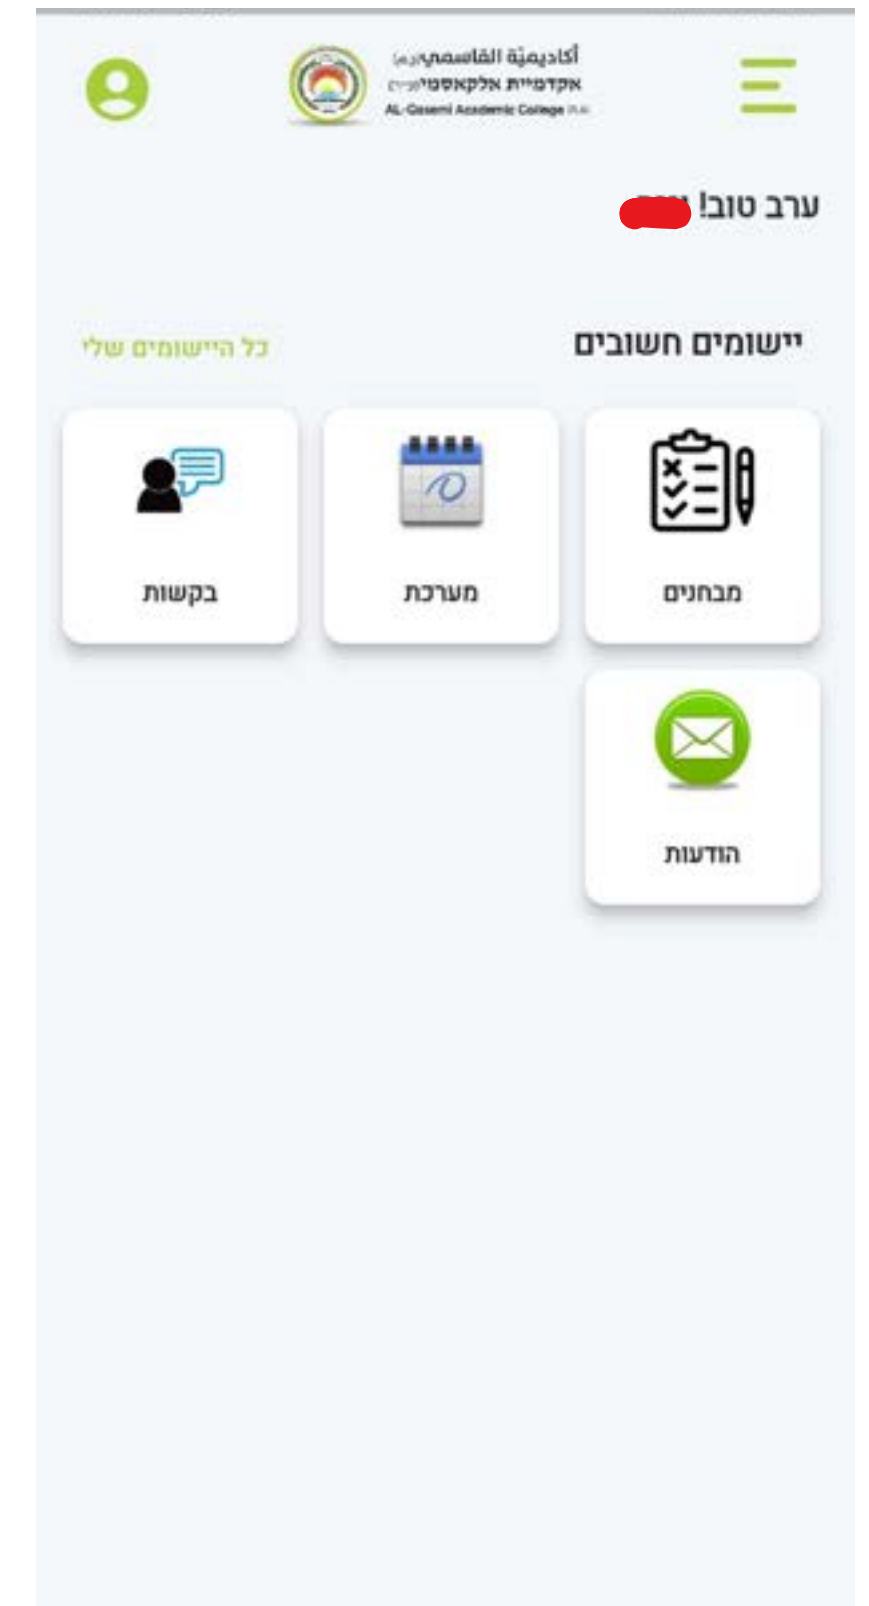 أكاديميّة القاسمي
אקדמיית אלקאסמי
AL-Qasemi Academic College
ערב טוב!
יישומים חשובים
כל היישומים שלי
מבחנים
מערכת
בקשות
הודעות